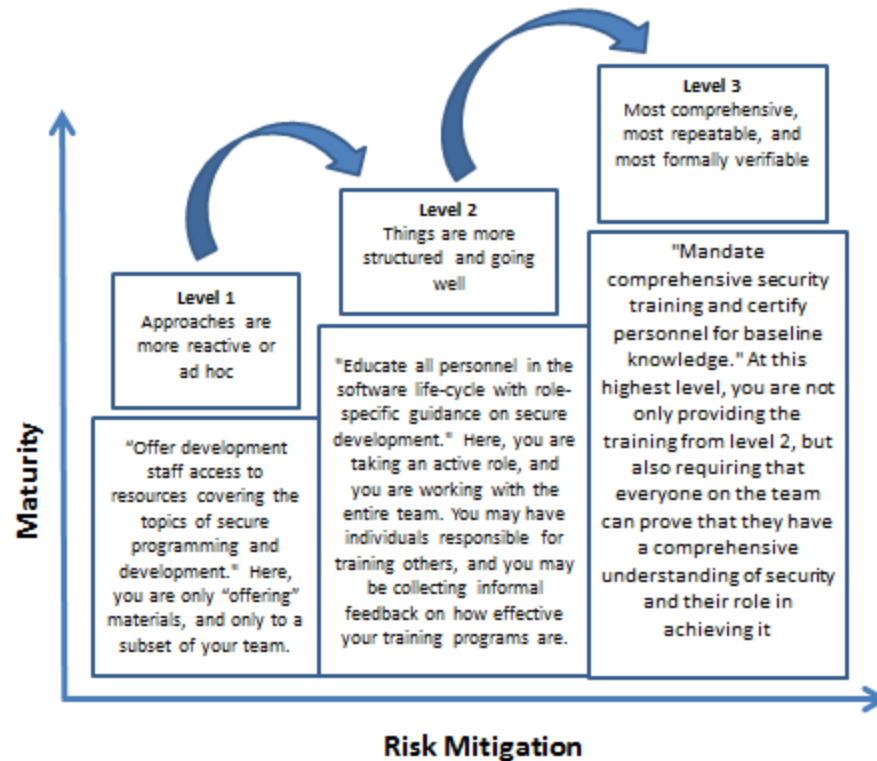 Level 3
Most comprehensive,
most repeatable, and
most formally verifiable
Level 2
Things are more
structured and going
well
Level 1
Approaches are
more reactive or
ad hoc
"Mandate
comprehensive security
training and certify
personnel for baseline
knowledge." At this
highest level, you are not
only providing the
training from level 2, but
also requiring that
everyone on the team
can prove that they have
a comprehensive
understanding of security
and their role in
achieving it
"Educate all personnel in the
software life-cycle with role-
specific guidance on secure
development." Here, you are
taking an active role, and
you are working with the
entire team. You may have
individuals responsible for
training others, and you may
be collecting informal
feedback on how effective
your training programs are.
“Offer development
staff access to
resources covering the
topics of secure
programming and
development." Here,
you are only “offering”
materials, and only to a
subset of your team.
Maturity
Risk Mitigation